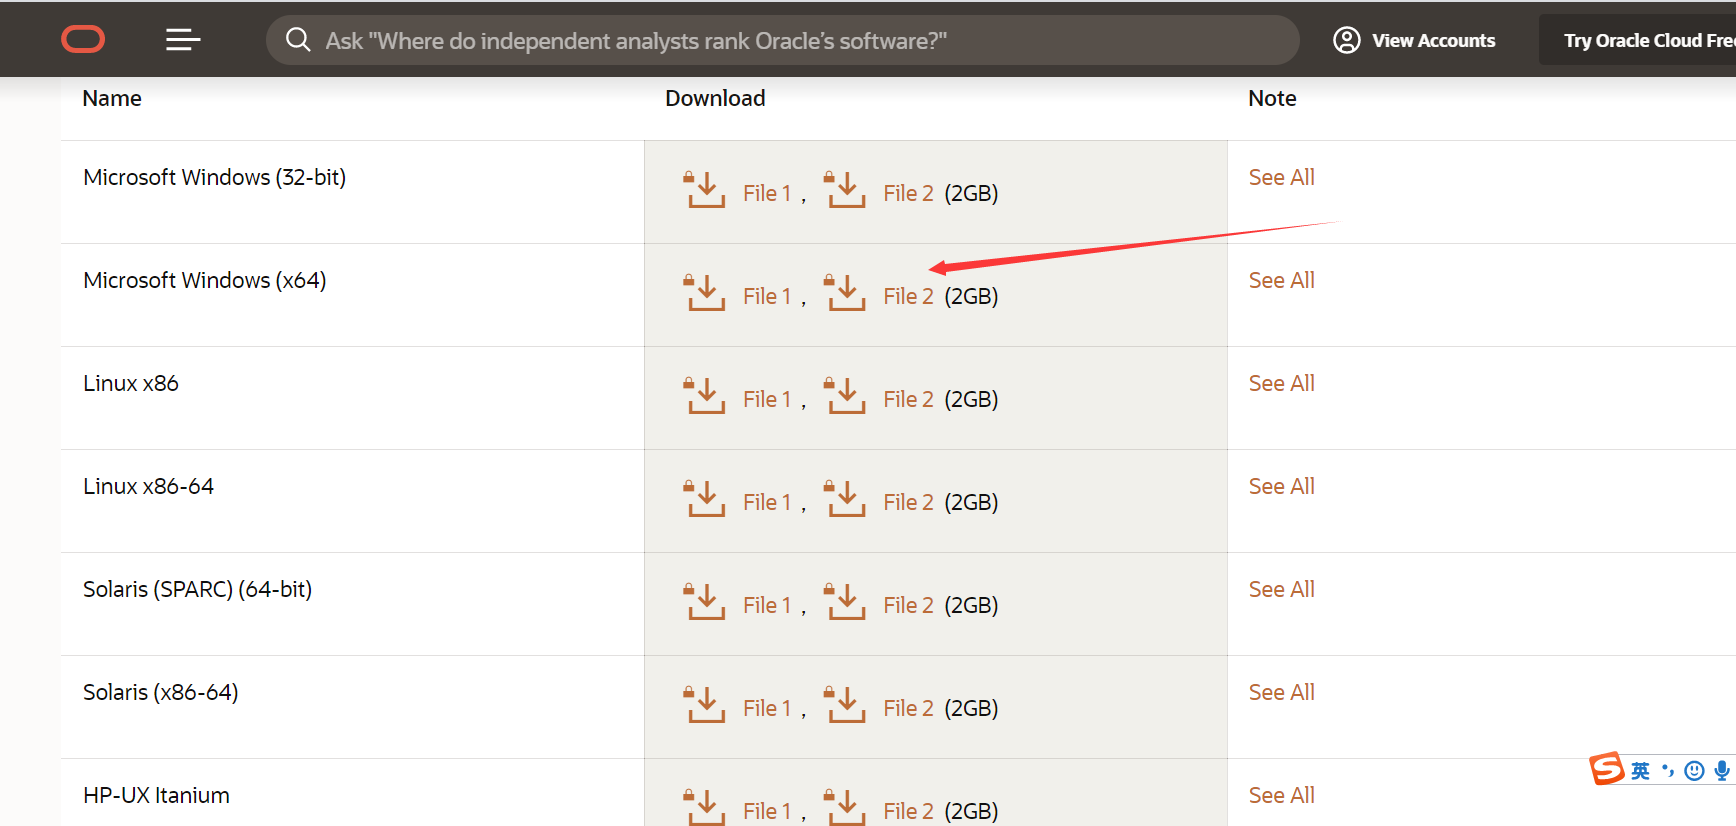 Ask "Where do independent analysts rank Oracle’s software?"
View Accounts
Try Oracle Cloud Fre
Name Download Note
Microsoft Windows (32-bit) File 1 , File 2 (2GB) See All
Microsoft Windows (x64) File 1 , File 2 (2GB) See All
Linux x86 File 1 , File 2 (2GB) See All
Linux x86-64 File 1 , File 2 (2GB) See All
Solaris (SPARC) (64-bit) File 1 , File 2 (2GB) See All
Solaris (x86-64) File 1 , File 2 (2GB) See All
HP-UX Itanium File 1 , File 2 (2GB) See All
英